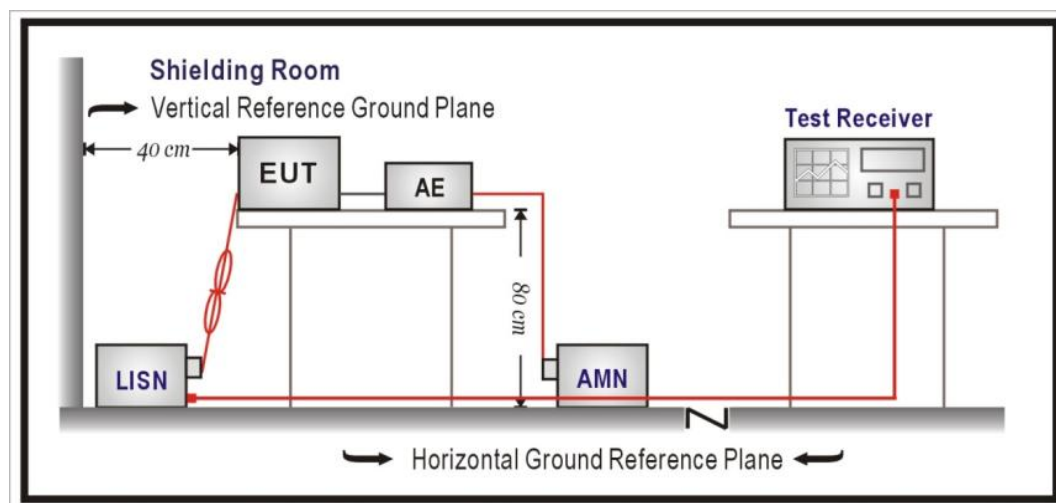 Shielding Room
Vertical Reference Ground Plane
Test Receiver
40 cm
EUT
AE
80 cm
LISN
AMN
Horizontal Ground Reference Plane